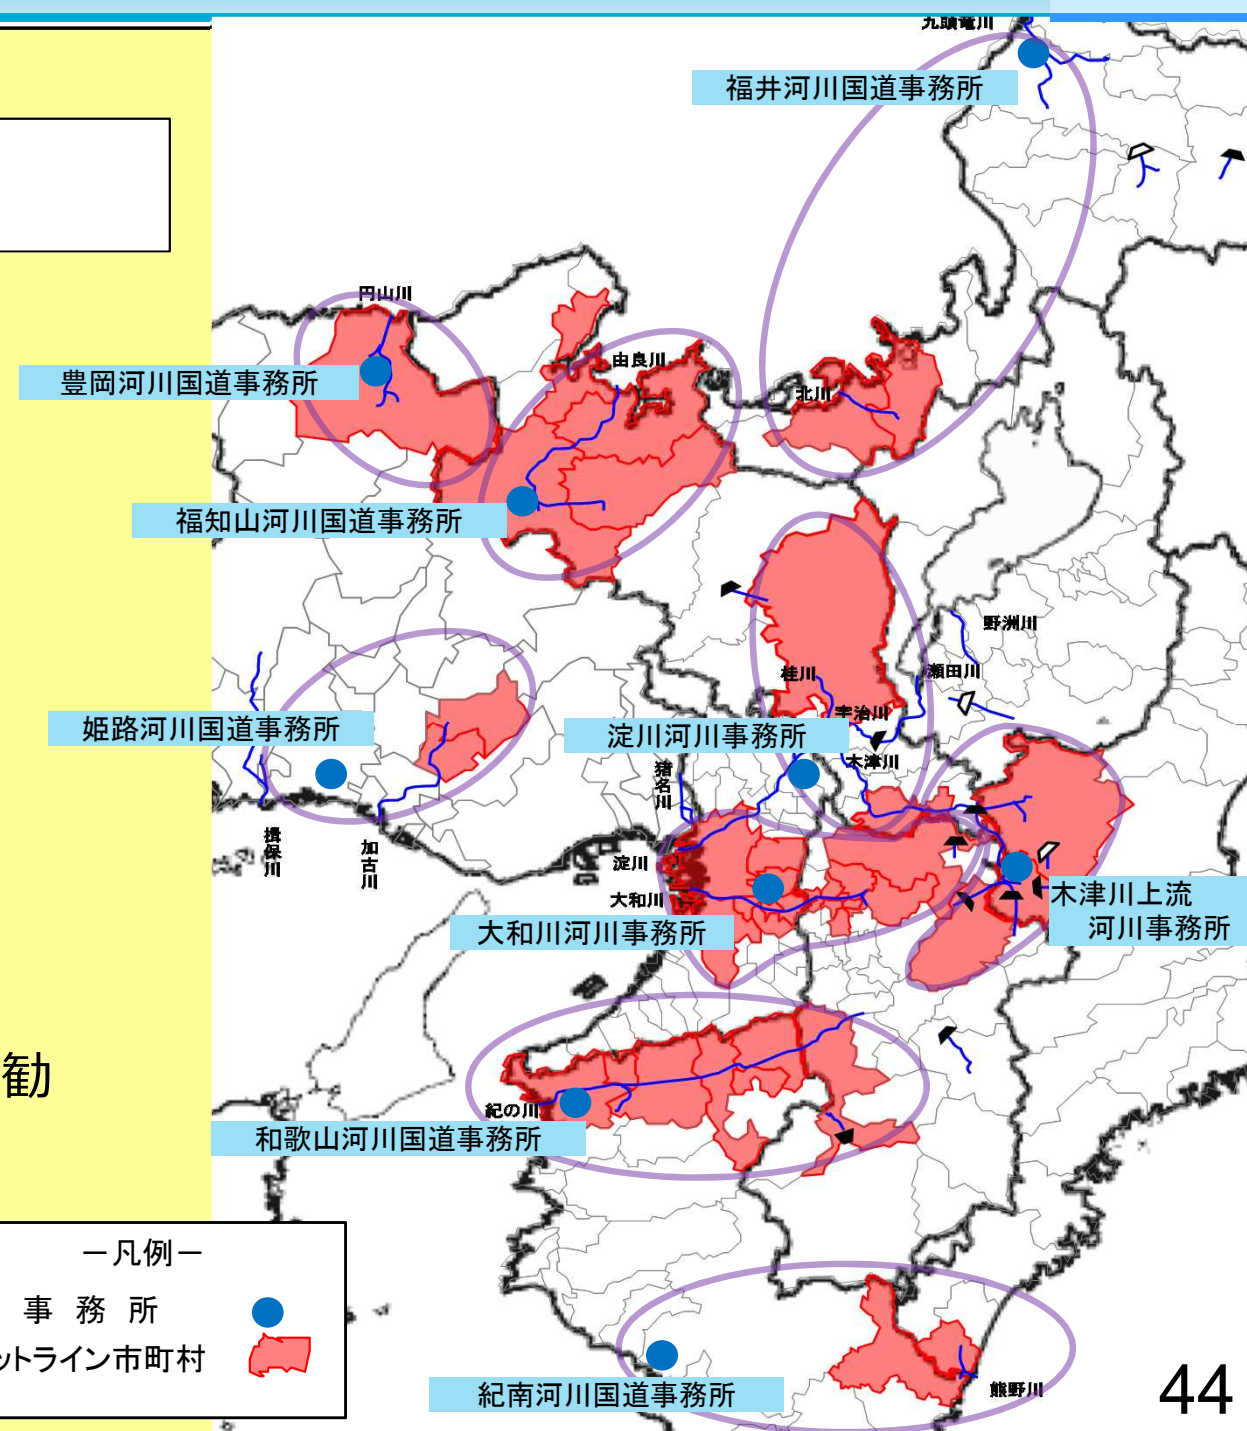 九頭竜川
福井河川国道事務所
円山川
由良川
豊岡河川国道事務所
北川
福知山河川国道事務所
野洲川
桂川
瀬田川
宇治川
姫路河川国道事務所
淀川河川事務所
木津川
猪名川
揖保川
加古川
淀川
大和川
木津川上流
河川事務所
大和川河川事務所
勧
紀の川
和歌山河川国道事務所
－凡例－
事務所
ットライン市町村
紀南河川国道事務所
熊野川
44